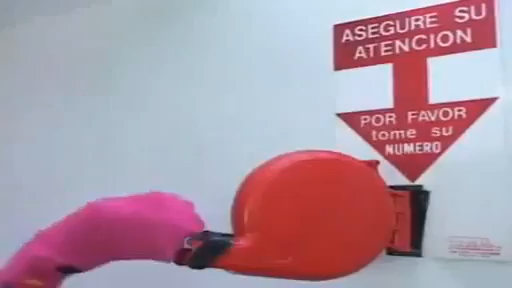 ASEGURE SU
ATENCION
POR FAVOR
tome su
NUMERO